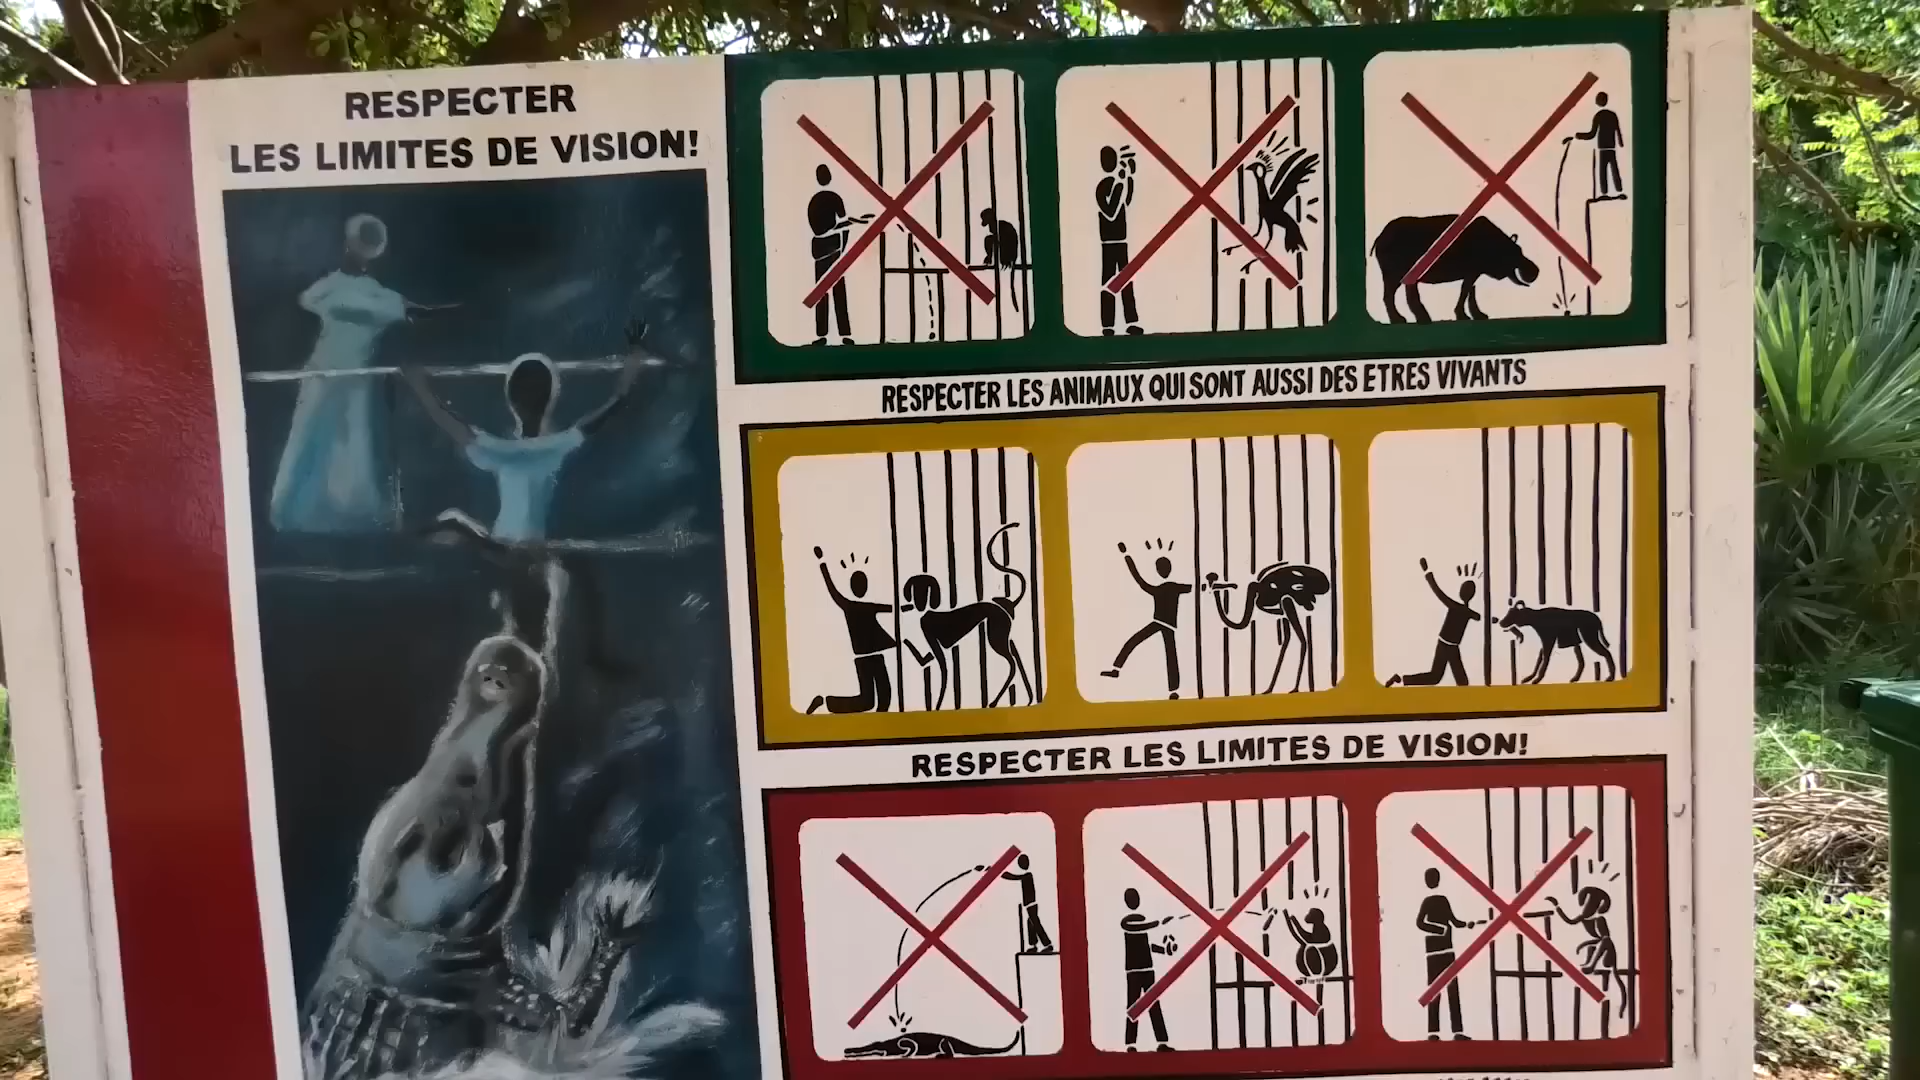 RESPECTER
LES LIMITES DE VISION!
RESPECTER LES ANIMAUX QUI SONT AUSSI DES ETRES VIVANTS
RESPECTER LES LIMITES DE VISION!